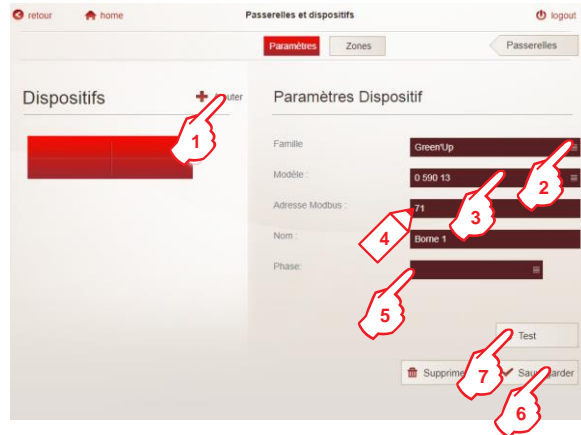 retour home Passerelles et dispositifs logout
Paramètres Zones Passerelles
Dispositifs
Paramètres Dispositif
1
Famille Green'Up
2
Modèle : 0 590 13
3
Adresse Modbus : 71
4
Nom : Borne 1
Phase:
5
Test
7
6